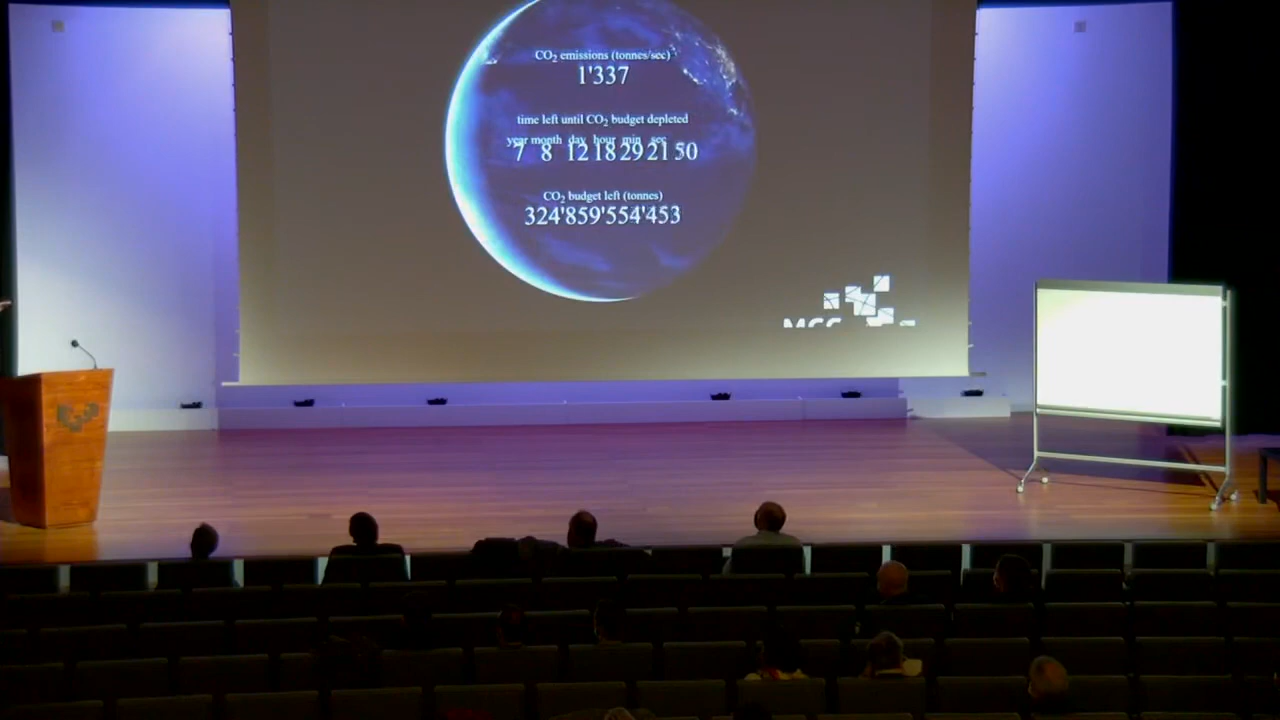 CO₂ emissions (tonnes/sec)
1'337
time left until CO₂ budget depleted
year month day hour min sec
7 8 12 18 29 21 50
CO₂ budget left (tonnes)
324'859'554'453